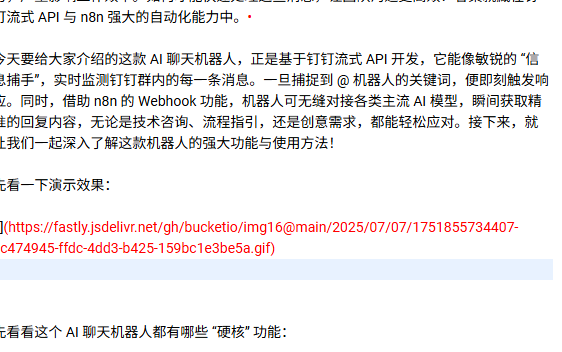 钉流式 API 与 n8n 强大的自动化能力中。
今天要给大家介绍的这款 AI 聊天机器人，正是基于钉钉流式 API 开发，它能像敏锐的 “信
息捕手”，实时监测钉钉群内的每一条消息。一旦捕捉到 @ 机器人的关键词，便即刻触发响
应。同时，借助 n8n 的 Webhook 功能，机器人可无缝对接各类主流 AI 模型，瞬间获取精
准的回复内容，无论是技术咨询、流程指引，还是创意需求，都能轻松应对。接下来，就
让我们一起深入了解这款机器人的强大功能与使用方法！
先看一下演示效果：
](https://fastly.jsdelivr.net/gh/bucketio/img16@main/2025/07/07/1751855734407-
c474945-ffdc-4dd3-b425-159bc1e3be5a.gif)
先看看这个 AI 聊天机器人都有哪些 “硬核” 功能：